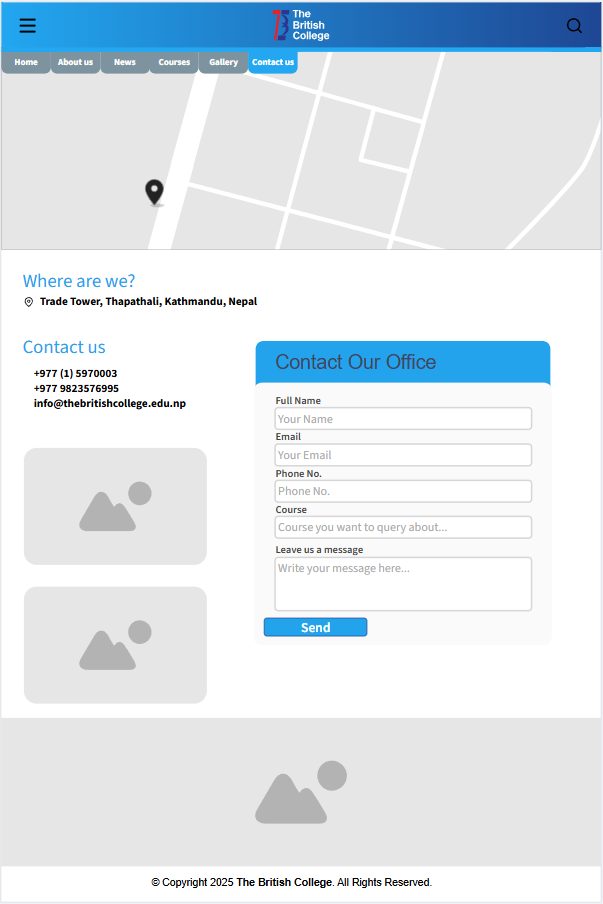 The
British
College
Home About us News Courses Gallery Contact us
Where are we?
Trade Tower, Thapathali, Kathmandu, Nepal
Contact us
+977 (1) 5970003
+977 9823576995
info@thebritishcollege.edu.np
Contact Our Office
Full Name
Your Name
Email
Your Email
Phone No.
Phone No.
Course
Course you want to query about...
Leave us a message
Write your message here...
Send
© Copyright 2025 The British College. All Rights Reserved.